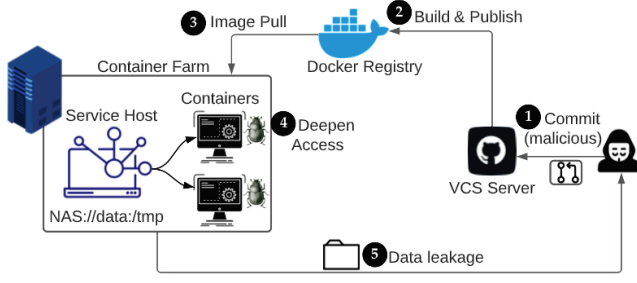 3 Image Pull
2 Build & Publish
Container Farm
Docker Registry
Service Host
Containers
4 Deepen
Access
1 Commit
(malicious)
VCS Server
NAS://data:/tmp
5 Data leakage